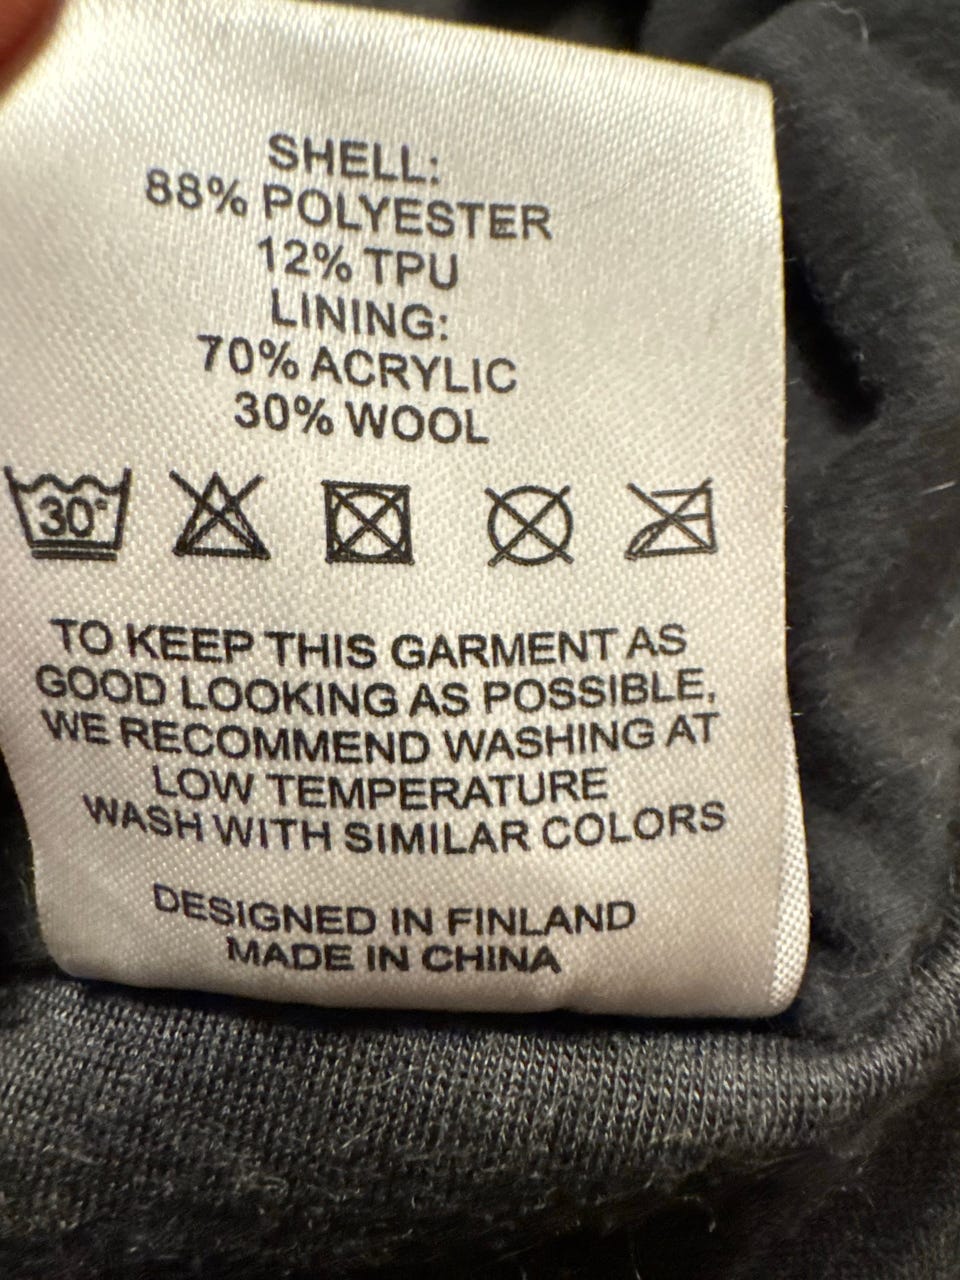 SHELL:
88% POLYESTER
12% TPU
LINING:
70% ACRYLIC
30% WOOL
30°
TO KEEP THIS GARMENT AS
GOOD LOOKING AS POSSIBLE,
WE RECOMMEND WASHING AT
LOW TEMPERATURE
WASH WITH SIMILAR COLORS
DESIGNED IN FINLAND
MADE IN CHINA